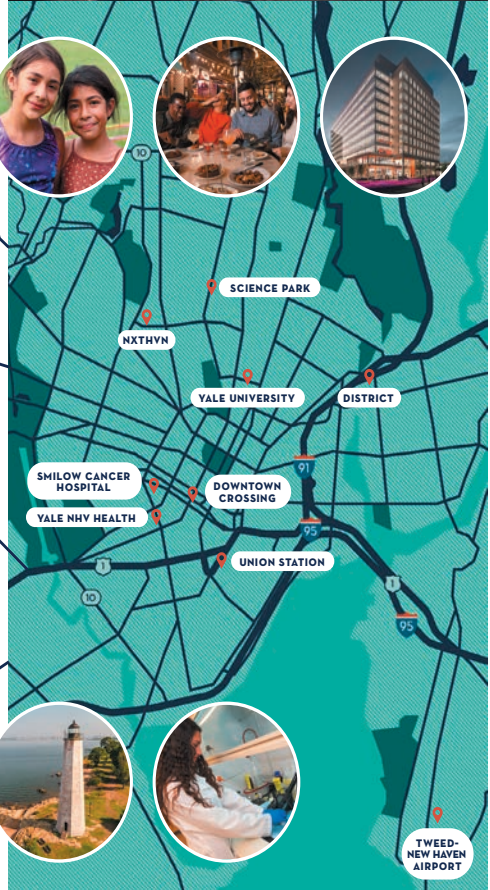 10
SCIENCE PARK
NXTHVN
YALE UNIVERSITY
DISTRICT
91
SMILOW CANCER
HOSPITAL
DOWNTOWN
CROSSING
YALE NHV HEALTH
95
UNION STATION
1
1
10
95
TWEED-
NEW HAVEN
AIRPORT